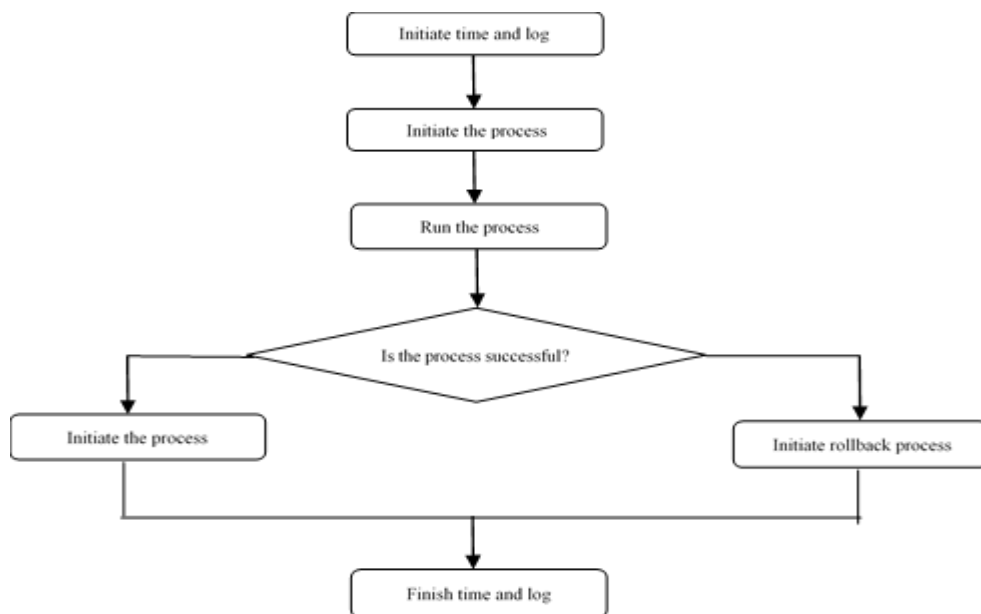 Initiate time and log
Initiate the process
Run the process
Is the process successful?
Initiate the process
Initiate rollback process
Finish time and log